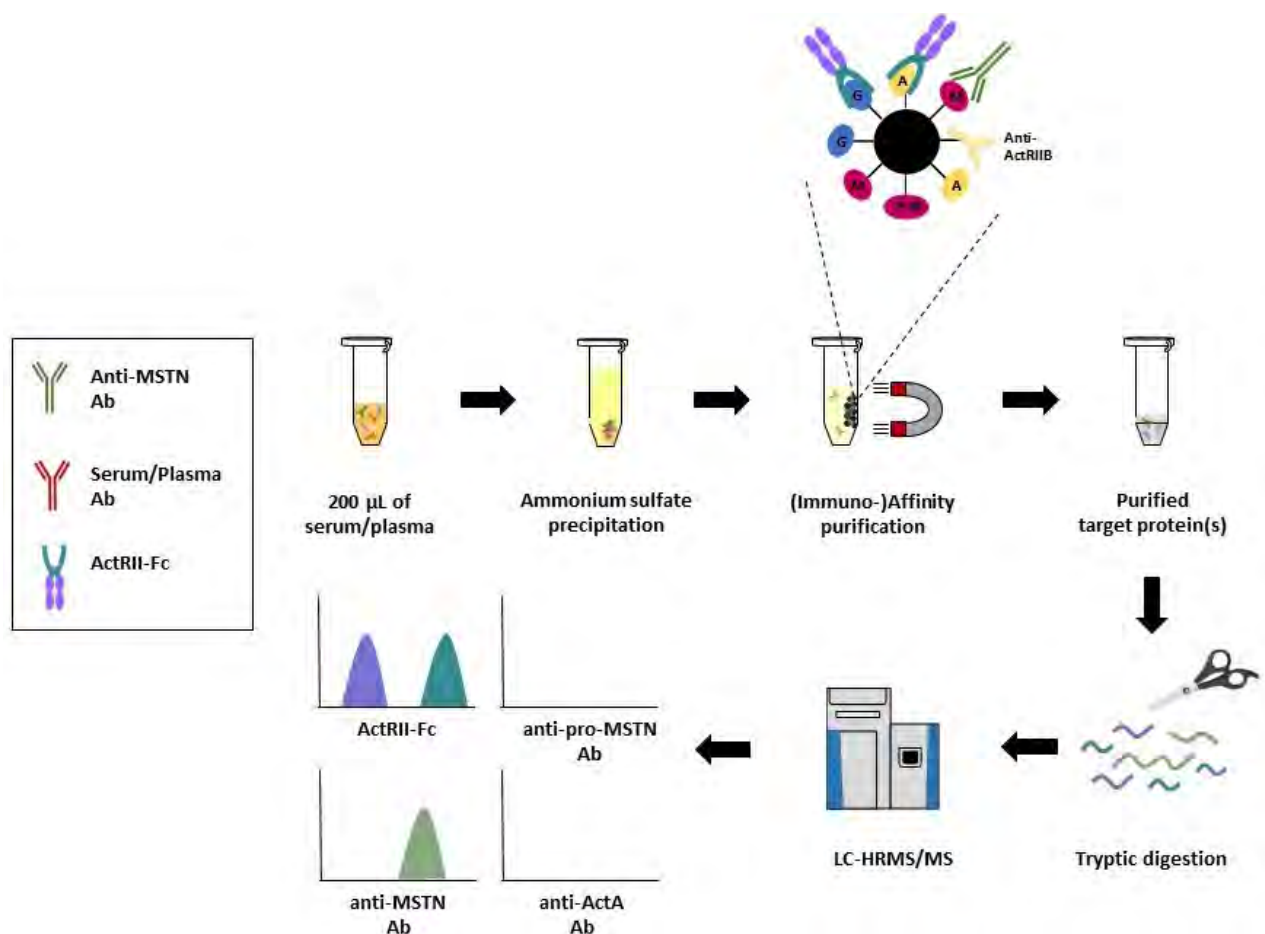 G
A
M
G
Anti-
ActRIIB
M
A
Anti-MSTN
Ab
Serum/Plasma
Ab
ActRII-Fc
200 µL of
serum/plasma
Ammonium sulfate
precipitation
(Immuno-)Affinity
purification
Purified
target protein(s)
ActRII-Fc
anti-pro-MSTN
Ab
anti-MSTN
Ab
anti-ActA
Ab
LC-HRMS/MS
Tryptic digestion